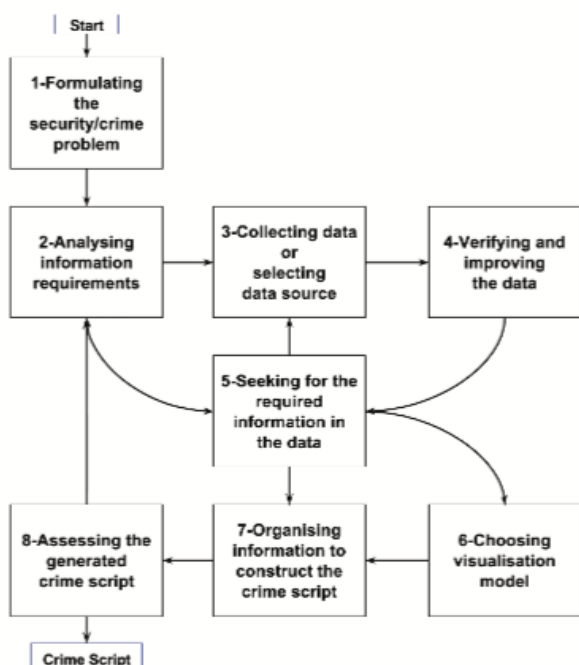 Start
1-Formulating
the
security/crime
problem
2-Analysing
information
requirements
3-Collecting data
or
selecting
data source
4-Verifying and
improving
the data
5-Seeking for the
required
information in
the data
8-Assessing the
generated
crime script
7-Organising
information to
construct the
crime script
6-Choosing
visualisation
model
Crime Script